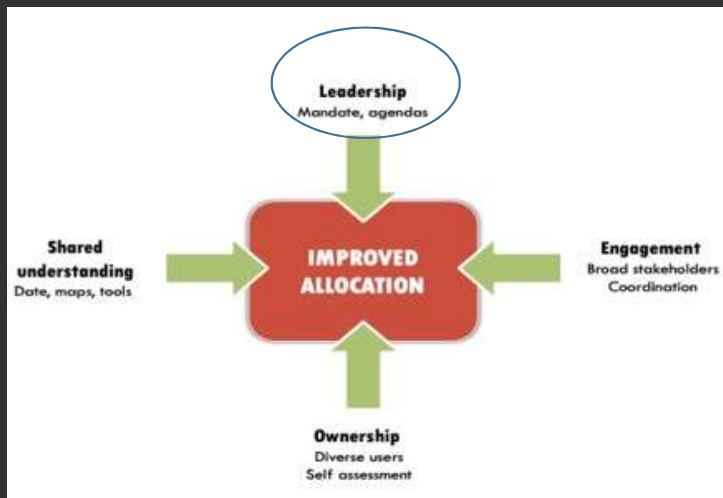 Leadership
Mandate, agendas
Shared
understanding
Date, maps, tools
IMPROVED
ALLOCATION
Engagement
Broad stakeholders
Coordination
Ownership
Diverse users
Self assessment